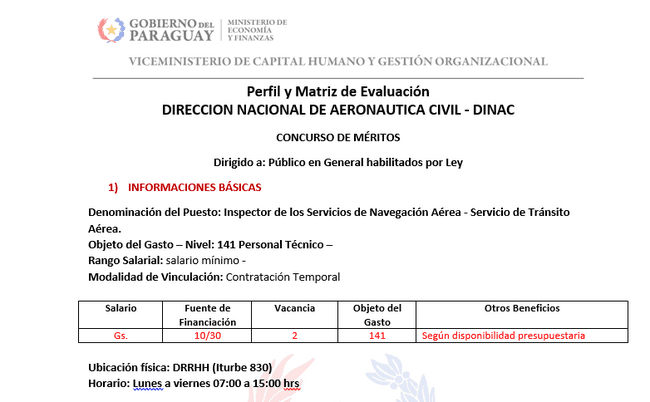 GOBIERNO DEL PARAGUAY
MINISTERIO DE ECONOMÍA Y FINANZAS
VICEMINISTERIO DE CAPITAL HUMANO Y GESTIÓN ORGANIZACIONAL
Perfil y Matriz de Evaluación
DIRECCION NACIONAL DE AERONAUTICA CIVIL - DINAC
CONCURSO DE MÉRITOS
Dirigido a: Público en General habilitados por Ley
1) INFORMACIONES BÁSICAS
Denominación del Puesto: Inspector de los Servicios de Navegación Aérea - Servicio de Tránsito
Aérea.
Objeto del Gasto – Nivel: 141 Personal Técnico –
Rango Salarial: salario mínimo -
Modalidad de Vinculación: Contratación Temporal
Salario Fuente de Financiación Vacancia Objeto del Gasto Otros Beneficios
Gs. 10/30 2 141 Según disponibilidad presupuestaria
Ubicación física: DRRHH (Iturbe 830)
Horario: Lunes a viernes 07:00 a 15:00 hrs